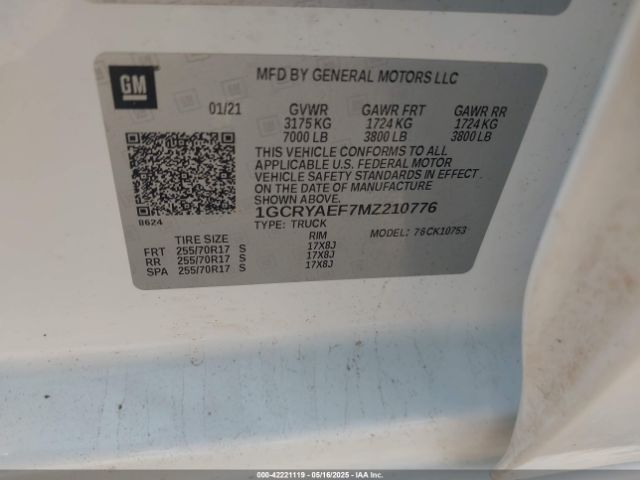 GM
MFD BY GENERAL MOTORS LLC
01/21 GVWR GAWR FRT GAWR RR
3175 KG 1724 KG 1724 KG
7000 LB 3800 LB 3800 LB
THIS VEHICLE CONFORMS TO ALL
APPLICABLE U.S. FEDERAL MOTOR
VEHICLE SAFETY STANDARDS IN EFFECT
ON THE DATE OF MANUFACTURE
SHOWN ABOVE.
1GCRYAEF7MZ210776
8624
TYPE: TRUCK MODEL: 76CK10753
TIRE SIZE RIM
FRT 255/70R17 S 17X8J
RR 255/70R17 S 17X8J
SPA 255/70R17 S 17X8J
000-42221119 - 05/16/2025 - IAA Inc.